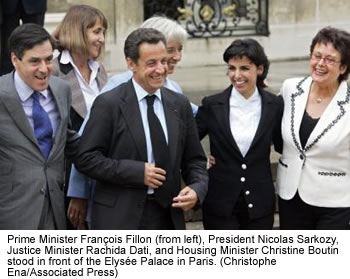 Prime Minister François Fillon (from left), President Nicolas Sarkozy,
Justice Minister Rachida Dati, and Housing Minister Christine Boutin
stood in front of the Elysée Palace in Paris. (Christophe
Ena/Associated Press)